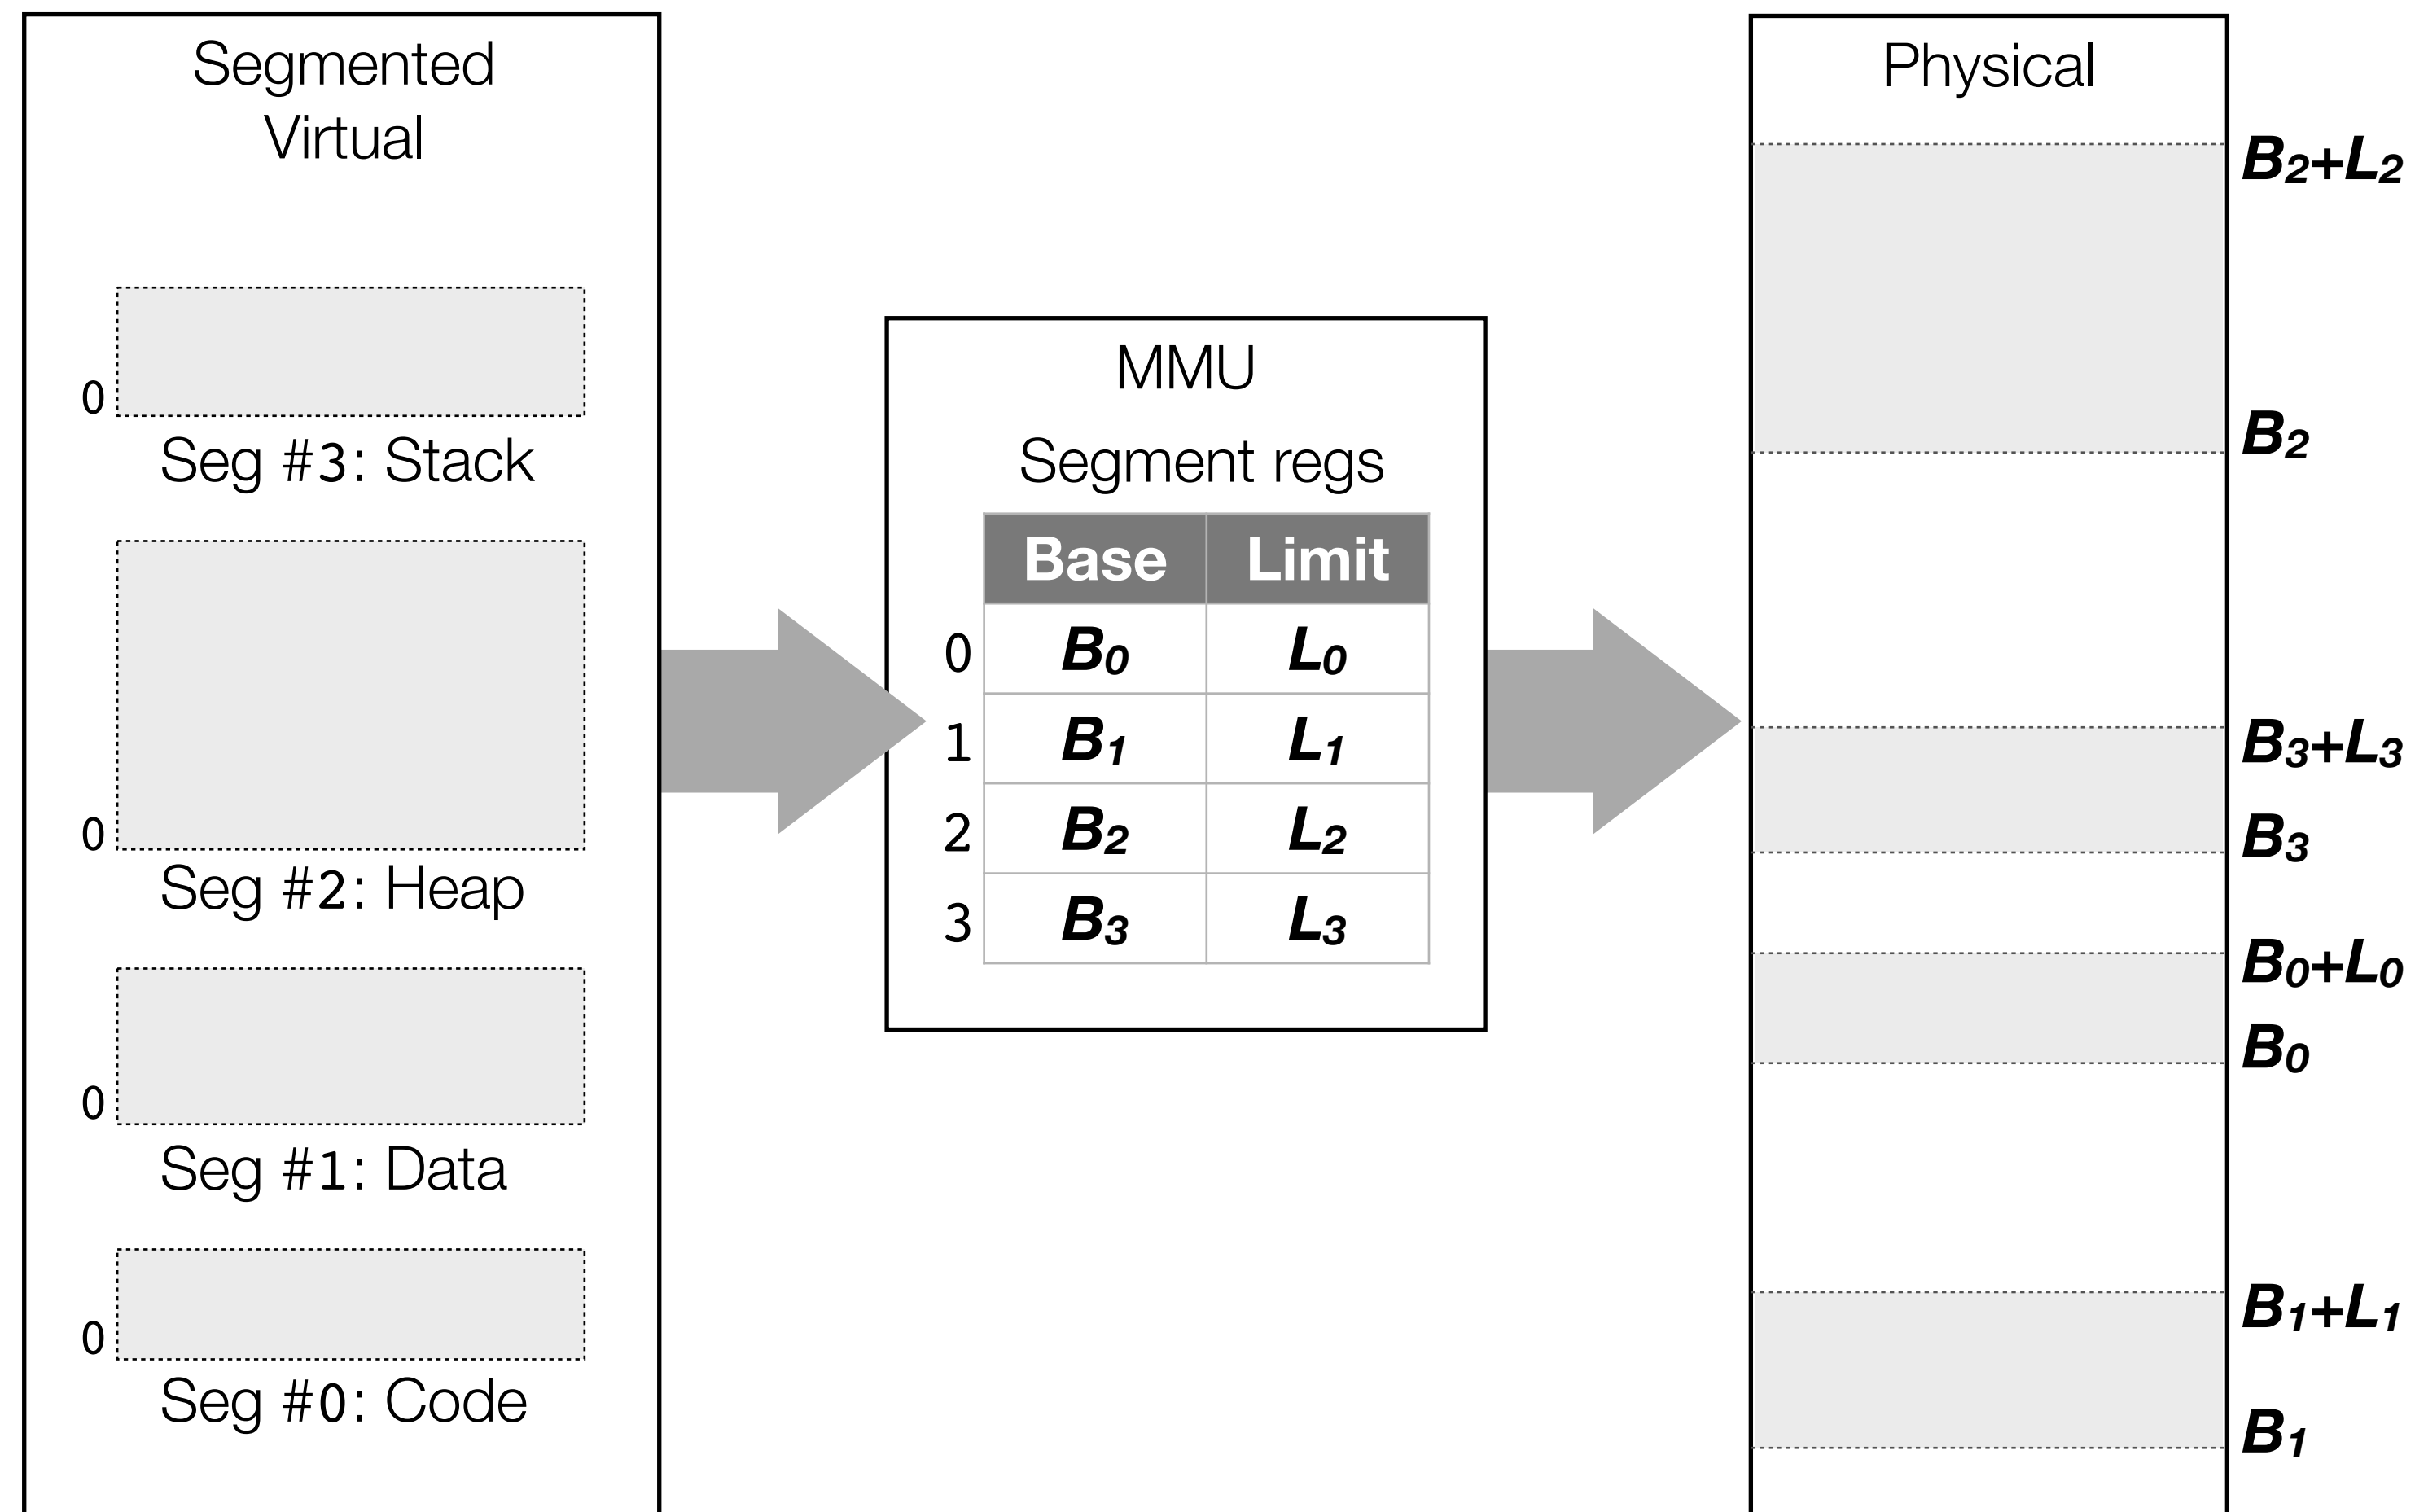 Segmented
Virtual
0
Seg #3: Stack
0
Seg #2: Heap
0
Seg #1: Data
0
Seg #0: Code
MMU
Segment regs
Base Limit
0 B0 L0
1 B1 L1
2 B2 L2
3 B3 L3
Physical
B2+L2
B2
B3+L3
B3
B0+L0
B0
B1+L1
B1